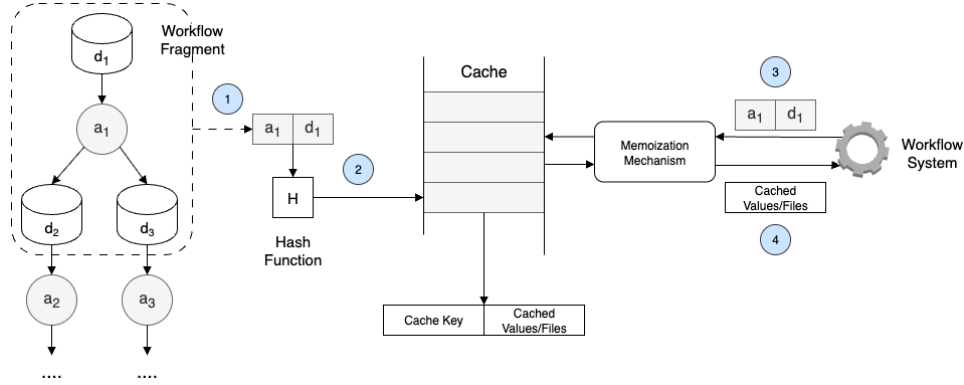 Workflow
Fragment
d₁
a₁
d₂
d₃
a₂
a₃
....
....
1
a₁ d₁
H
Hash
Function
2
Cache
Cache Key
Cached
Values/Files
Memoization
Mechanism
3
a₁ d₁
Workflow
System
Cached
Values/Files
4